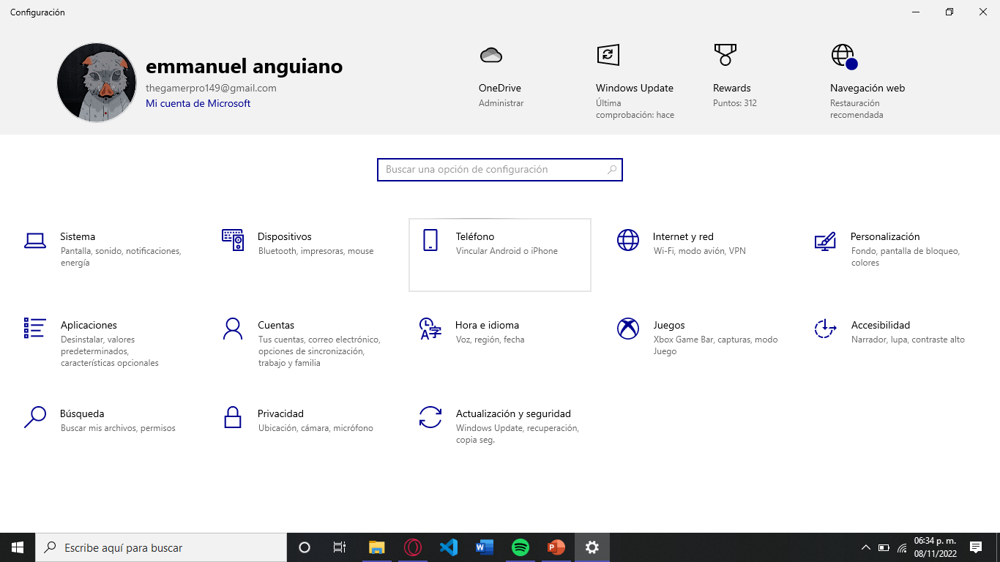 Configuración
emmanuel anguiano
thegamerpro149@gmail.com
Mi cuenta de Microsoft
OneDrive
Administrar
Windows Update
Última
comprobación: hace
Rewards
Puntos: 312
Navegación web
Restauración
recomendada
Buscar una opción de configuración
Sistema
Pantalla, sonido, notificaciones,
energía
Dispositivos
Bluetooth, impresoras, mouse
Teléfono
Vincular Android o iPhone
Internet y red
Wi-Fi, modo avión, VPN
Personalización
Fondo, pantalla de bloqueo,
colores
Aplicaciones
Desinstalar, valores
predeterminados,
características opcionales
Cuentas
Tus cuentas, correo electrónico,
opciones de sincronización,
trabajo y familia
Hora e idioma
Voz, región, fecha
Juegos
Xbox Game Bar, capturas, modo
Juego
Accesibilidad
Narrador, lupa, contraste alto
Búsqueda
Buscar mis archivos, permisos
Privacidad
Ubicación, cámara, micrófono
Actualización y seguridad
Windows Update, recuperación,
copia seg.
Escribe aquí para buscar
06:34 p. m.
08/11/2022